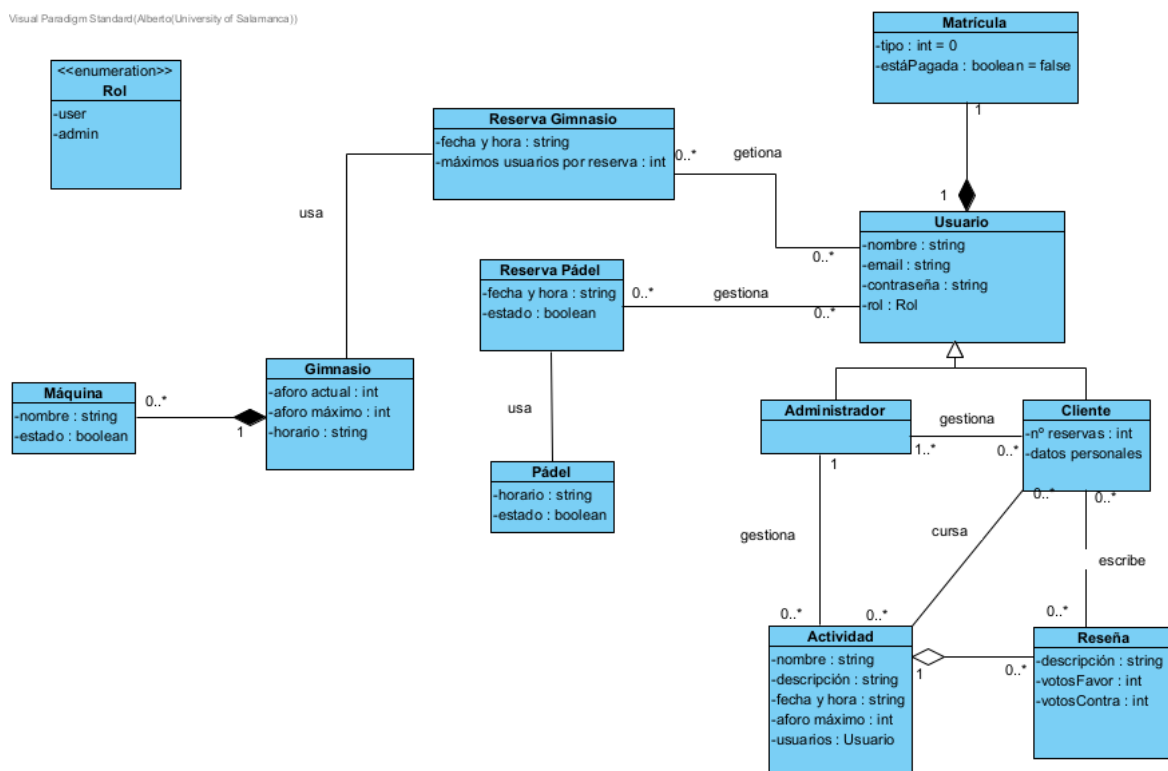 Visual Paradigm Standard(Alberto(University of Salamanca))
<<enumeration>>
Rol
-user
-admin
Reserva Gimnasio
-fecha y hora : string
-máximos usuarios por reserva : int
Matrícula
-tipo : int = 0
-estáPagada : boolean = false
1
1
0..*
getiona
0..*
usa
Usuario
-nombre : string
-email : string
-contraseña : string
-rol : Rol
Reserva Pádel
-fecha y hora : string
-estado : boolean
0..*
gestiona
0..*
Máquina
-nombre : string
-estado : boolean
0..*
1
Gimnasio
-aforo actual : int
-aforo máximo : int
-horario : string
usa
Pádel
-horario : string
-estado : boolean
Administrador
gestiona
1..*
0..*
Cliente
-nº reservas : int
-datos personales
1
gestiona
0..*
0..*
cursa
0..*
0..*
escribe
0..*
Actividad
-nombre : string
-descripción : string
-fecha y hora : string
-aforo máximo : int
-usuarios : Usuario
1
0..*
Reseña
-descripción : string
-votosFavor : int
-votosContra : int